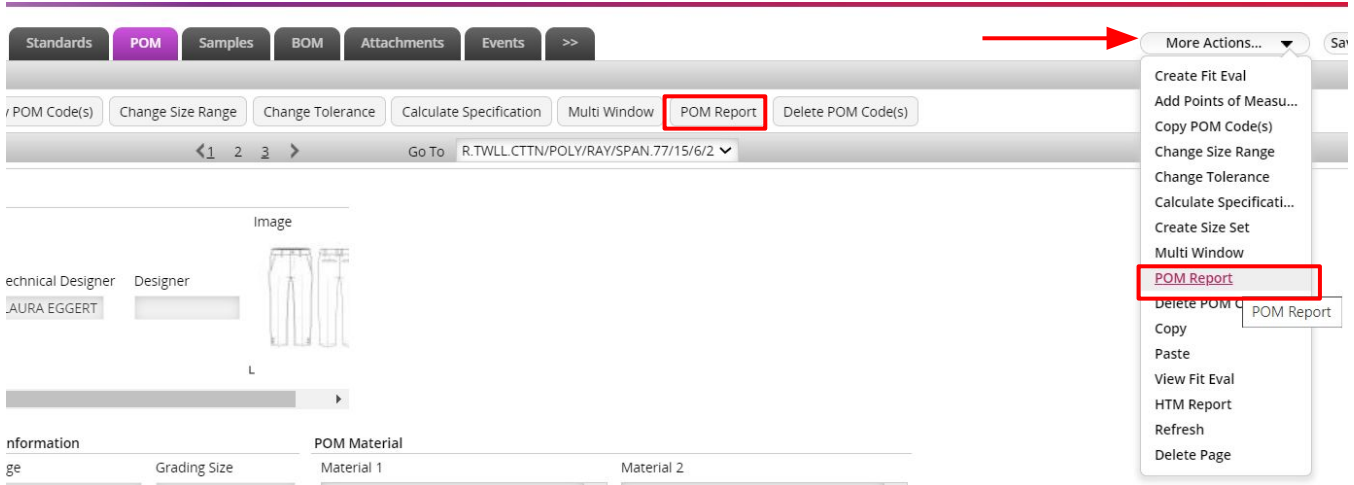 Standards POM Samples BOM Attachments Events >>
More Actions...
POM Code(s) Change Size Range Change Tolerance Calculate Specification Multi Window POM Report Delete POM Code(s)
1 2 3 Go To R.TWLL.CTTN/POLY/RAY/SPAN.77/15/6/2
Create Fit Eval
Add Points of Measu...
Copy POM Code(s)
Change Size Range
Change Tolerance
Calculate Specificati...
Create Size Set
Multi Window
POM Report
Delete POM C
POM Report
Copy
Paste
View Fit Eval
HTM Report
Refresh
Delete Page
Image
echnical Designer Designer
LAURA EGGERT
L
nformation POM Material
ge Grading Size Material 1 Material 2